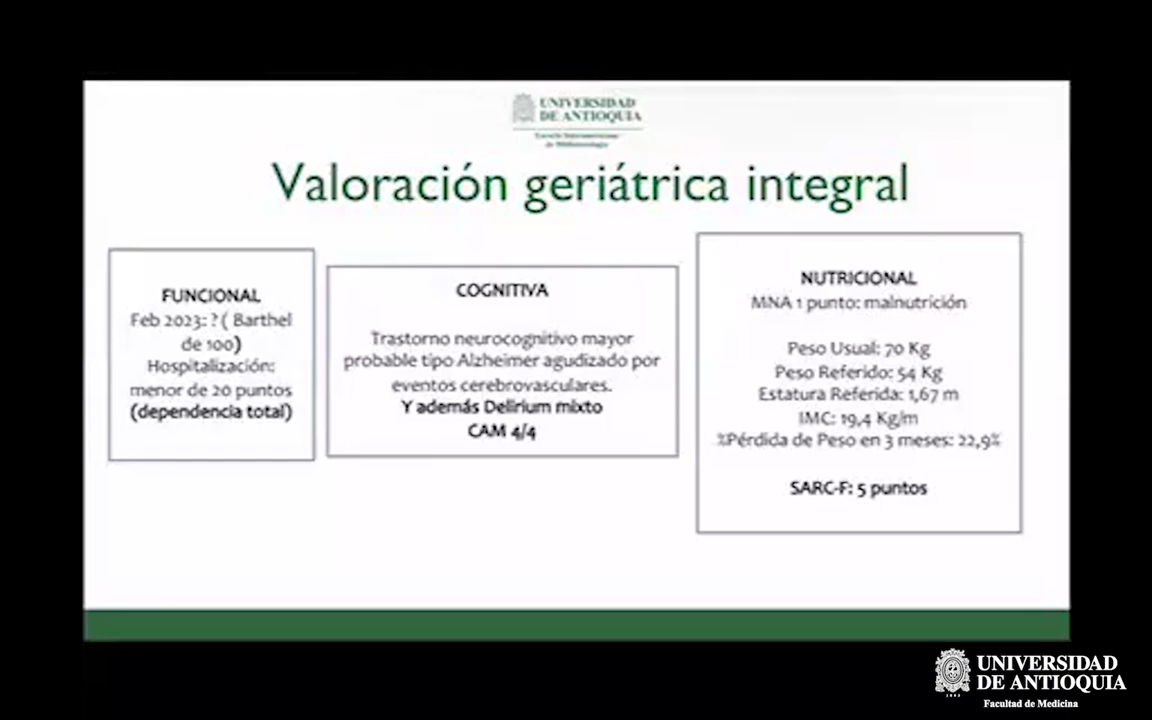 UNIVERSIDAD
DE ANTIOQUIA
Valoración geriátrica integral
FUNCIONAL
Feb 2023: ? ( Barthel
de 100)
Hospitalización:
menor de 20 puntos
(dependencia total)
COGNITIVA
Trastorno neurocognitivo mayor
probable tipo Alzheimer agudizado por
eventos cerebrovasculares.
Y además Delirium mixto
CAM 4/4
NUTRICIONAL
MNA 1 punto: malnutrición
Peso Usual: 70 Kg
Peso Referido: 54 Kg
Estatura Referida: 1,67 m
IMC: 19,4 Kg/m
%Pérdida de Peso en 3 meses: 22,9%
SARC-F: 5 puntos
UNIVERSIDAD
DE ANTIOQUIA
Facultad de Medicina